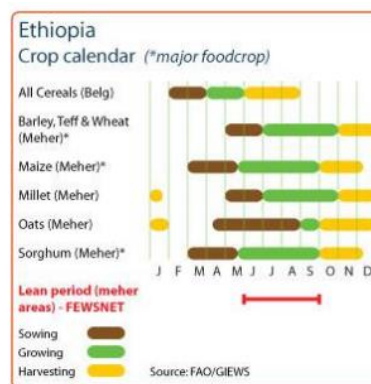 Ethiopia
Crop calendar (*major foodcrop)
All Cereals (Belg)
Barley, Teff & Wheat
(Meher)*
Maize (Meher)*
Millet (Meher)
Oats (Meher)
Sorghum (Meher)*
J F M A M J J A S O N D
Lean period (meher
areas) - FEWSNET
Sowing
Growing
Harvesting Source: FAO/GIEWS